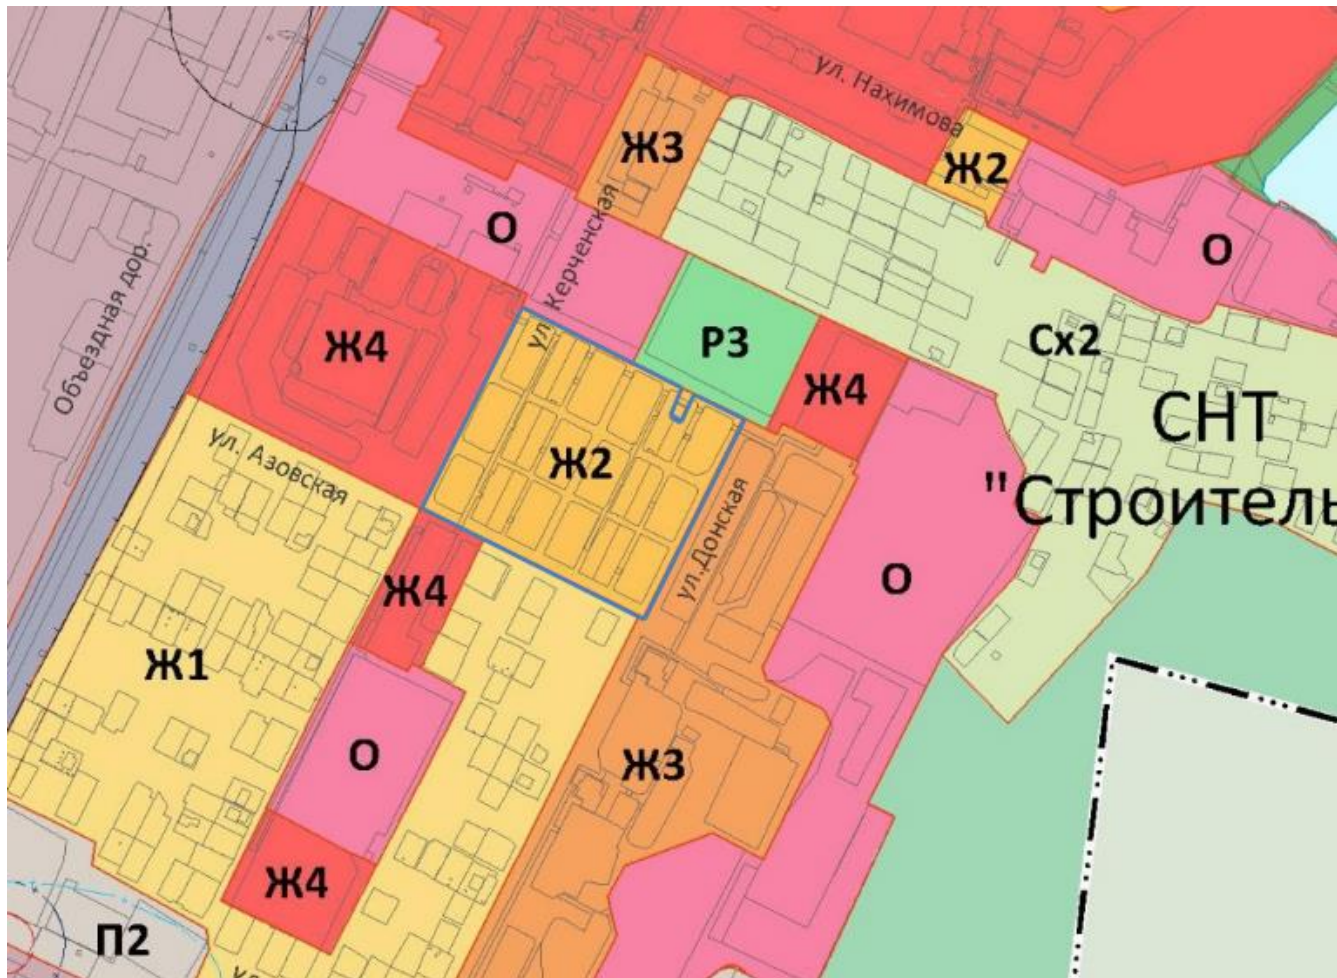 ул. Нахимова
Ж3
Ж2
ул. Керченская
О
О
Объездная дор.
Ж4
Р3
Сх2
Ж4
СНТ
"Строитель
ул. Азовская
Ж2
ул.Донская
Ж4
О
Ж1
О
Ж3
Ж4
П2